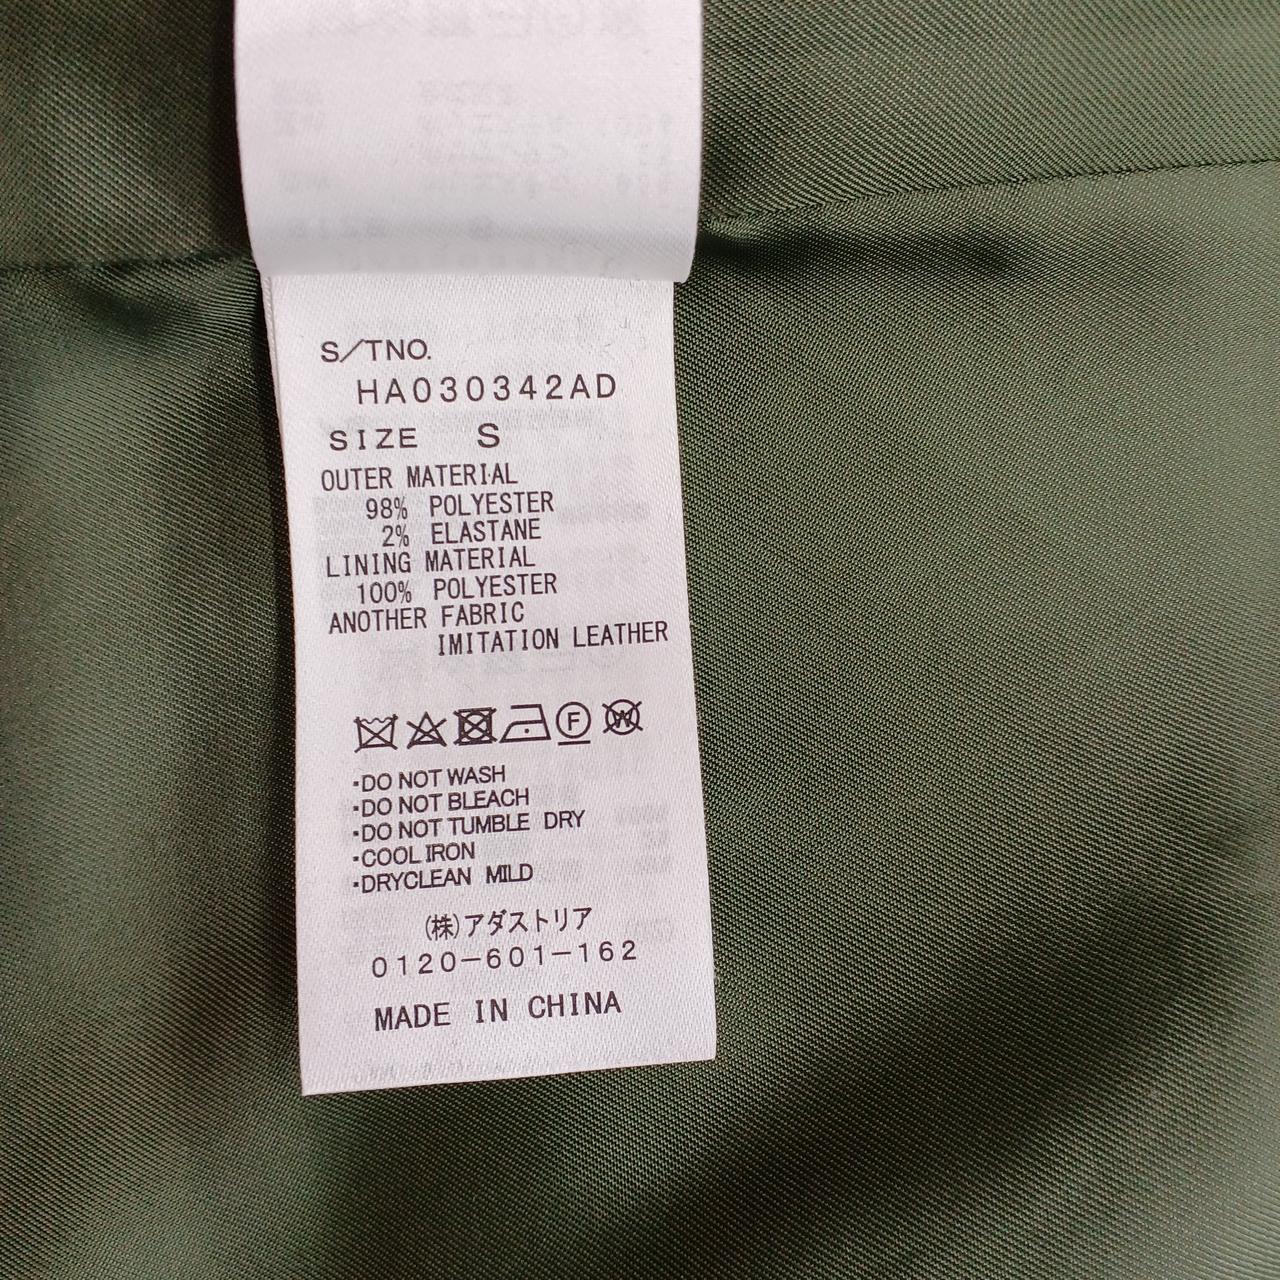 S/TNO.
HA030342AD
SIZE S
OUTER MATERIAL
98% POLYESTER
2% ELASTANE
LINING MATERIAL
100% POLYESTER
ANOTHER FABRIC
IMITATION LEATHER
F W
・DO NOT WASH
・DO NOT BLEACH
・DO NOT TUMBLE DRY
・COOL IRON
・DRYCLEAN MILD
(株)アダストリア
0120-601-162
MADE IN CHINA